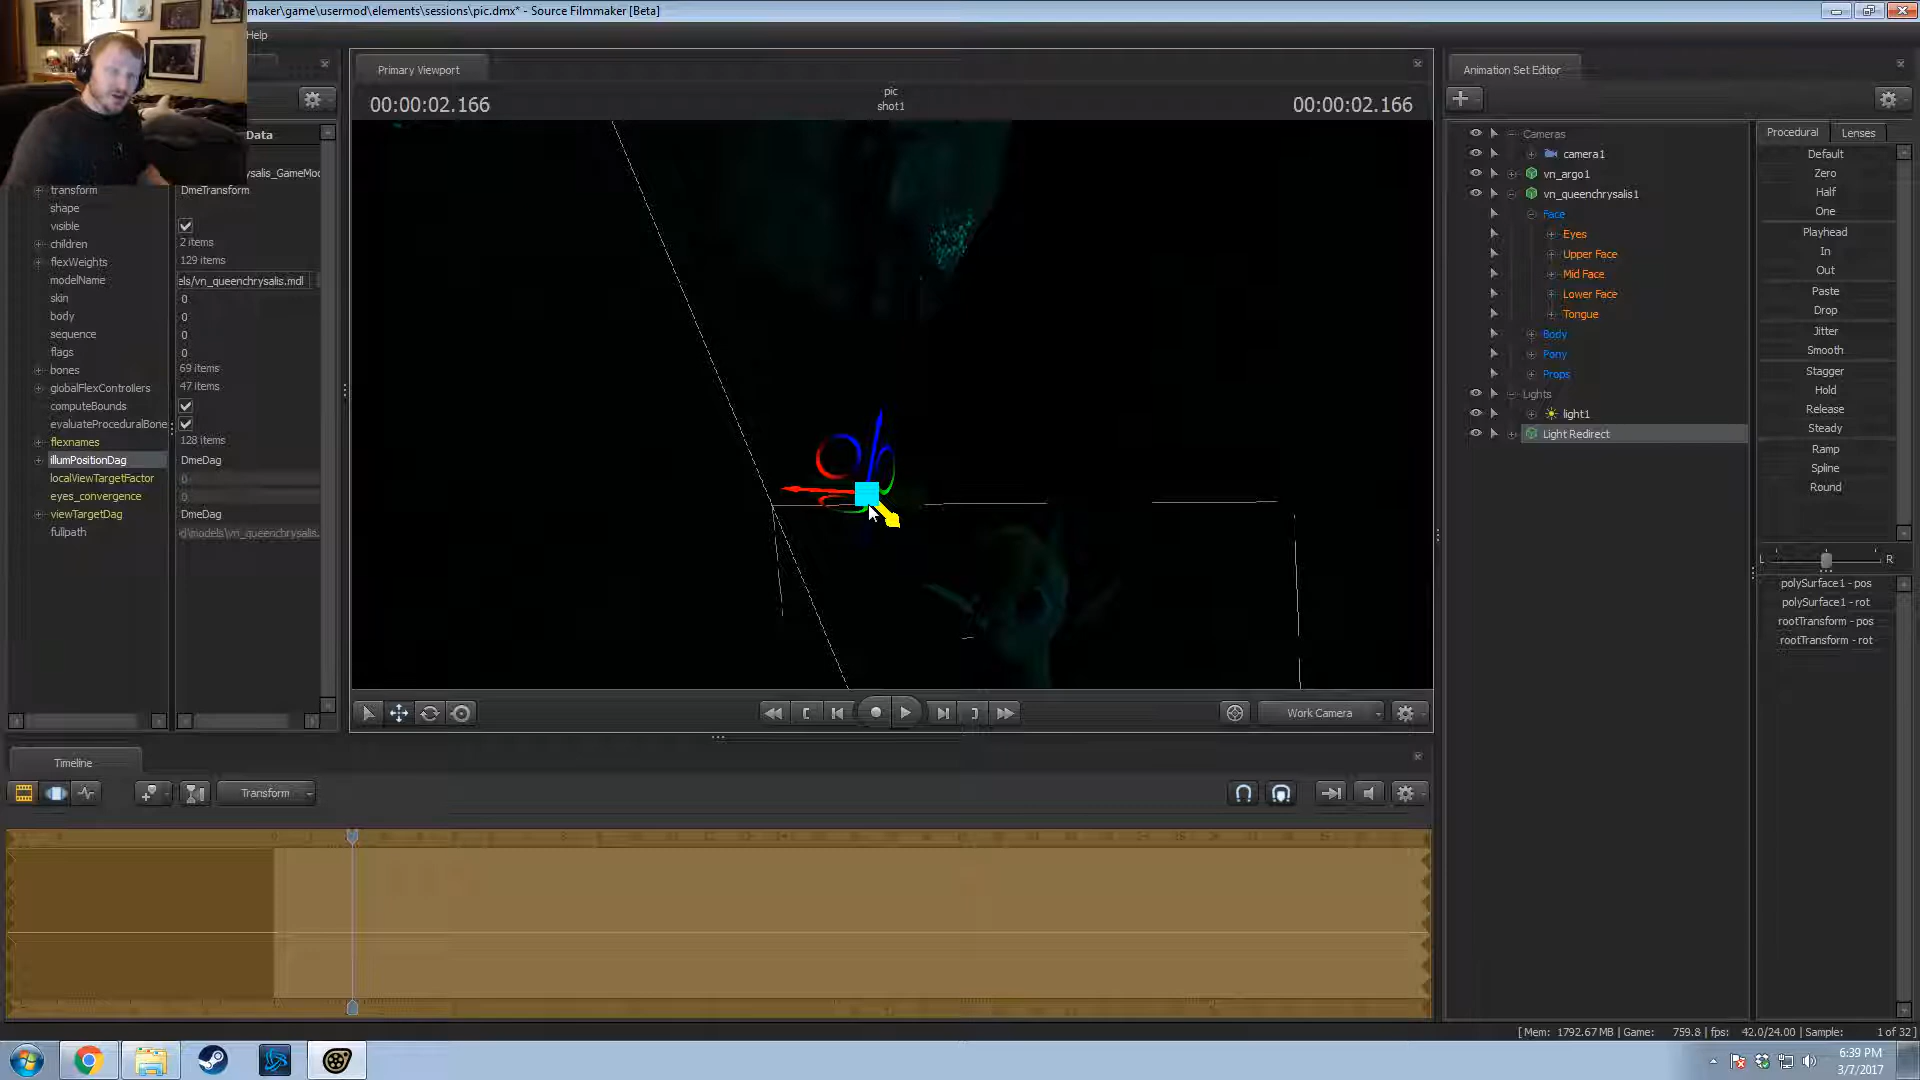 maker\game\usermod\elements\sessions\pic.dmx* - Source Filmmaker [Beta]
Help
Primary Viewport
00:00:02.166
pic
shot1
00:00:02.166
Data
ysalis_GameMod
transform
DmeTransform
shape
visible
children
2 items
flexWeights
129 items
modelName
els/vn_queenchrysalis.mdl
skin
0
body
0
sequence
0
flags
0
bones
69 items
globalFlexControllers
47 items
computeBounds
evaluateProceduralBone
flexnames
128 items
illumPositionDag
DmeDag
localViewTargetFactor
0
eyes_convergence
0
viewTargetDag
DmeDag
fullpath
d\models\vn_queenchrysalis.
Animation Set Editor
Cameras
camera1
vn_argo1
vn_queenchrysalis1
Face
Eyes
Upper Face
Mid Face
Lower Face
Tongue
Body
Pony
Props
Lights
light1
Light Redirect
Procedural
Lenses
Default
Zero
Half
One
Playhead
In
Out
Paste
Drop
Jitter
Smooth
Stagger
Hold
Release
Steady
Ramp
Spline
Round
L
R
polySurface1 - pos
polySurface1 - rot
rootTransform - pos
rootTransform - rot
Work Camera
Timeline
Transform
[ Mem: 1792.67 MB | Game: 759.8 | fps: 42.0/24.00 | Sample: 1 of 32 ]
6:39 PM
3/7/2017